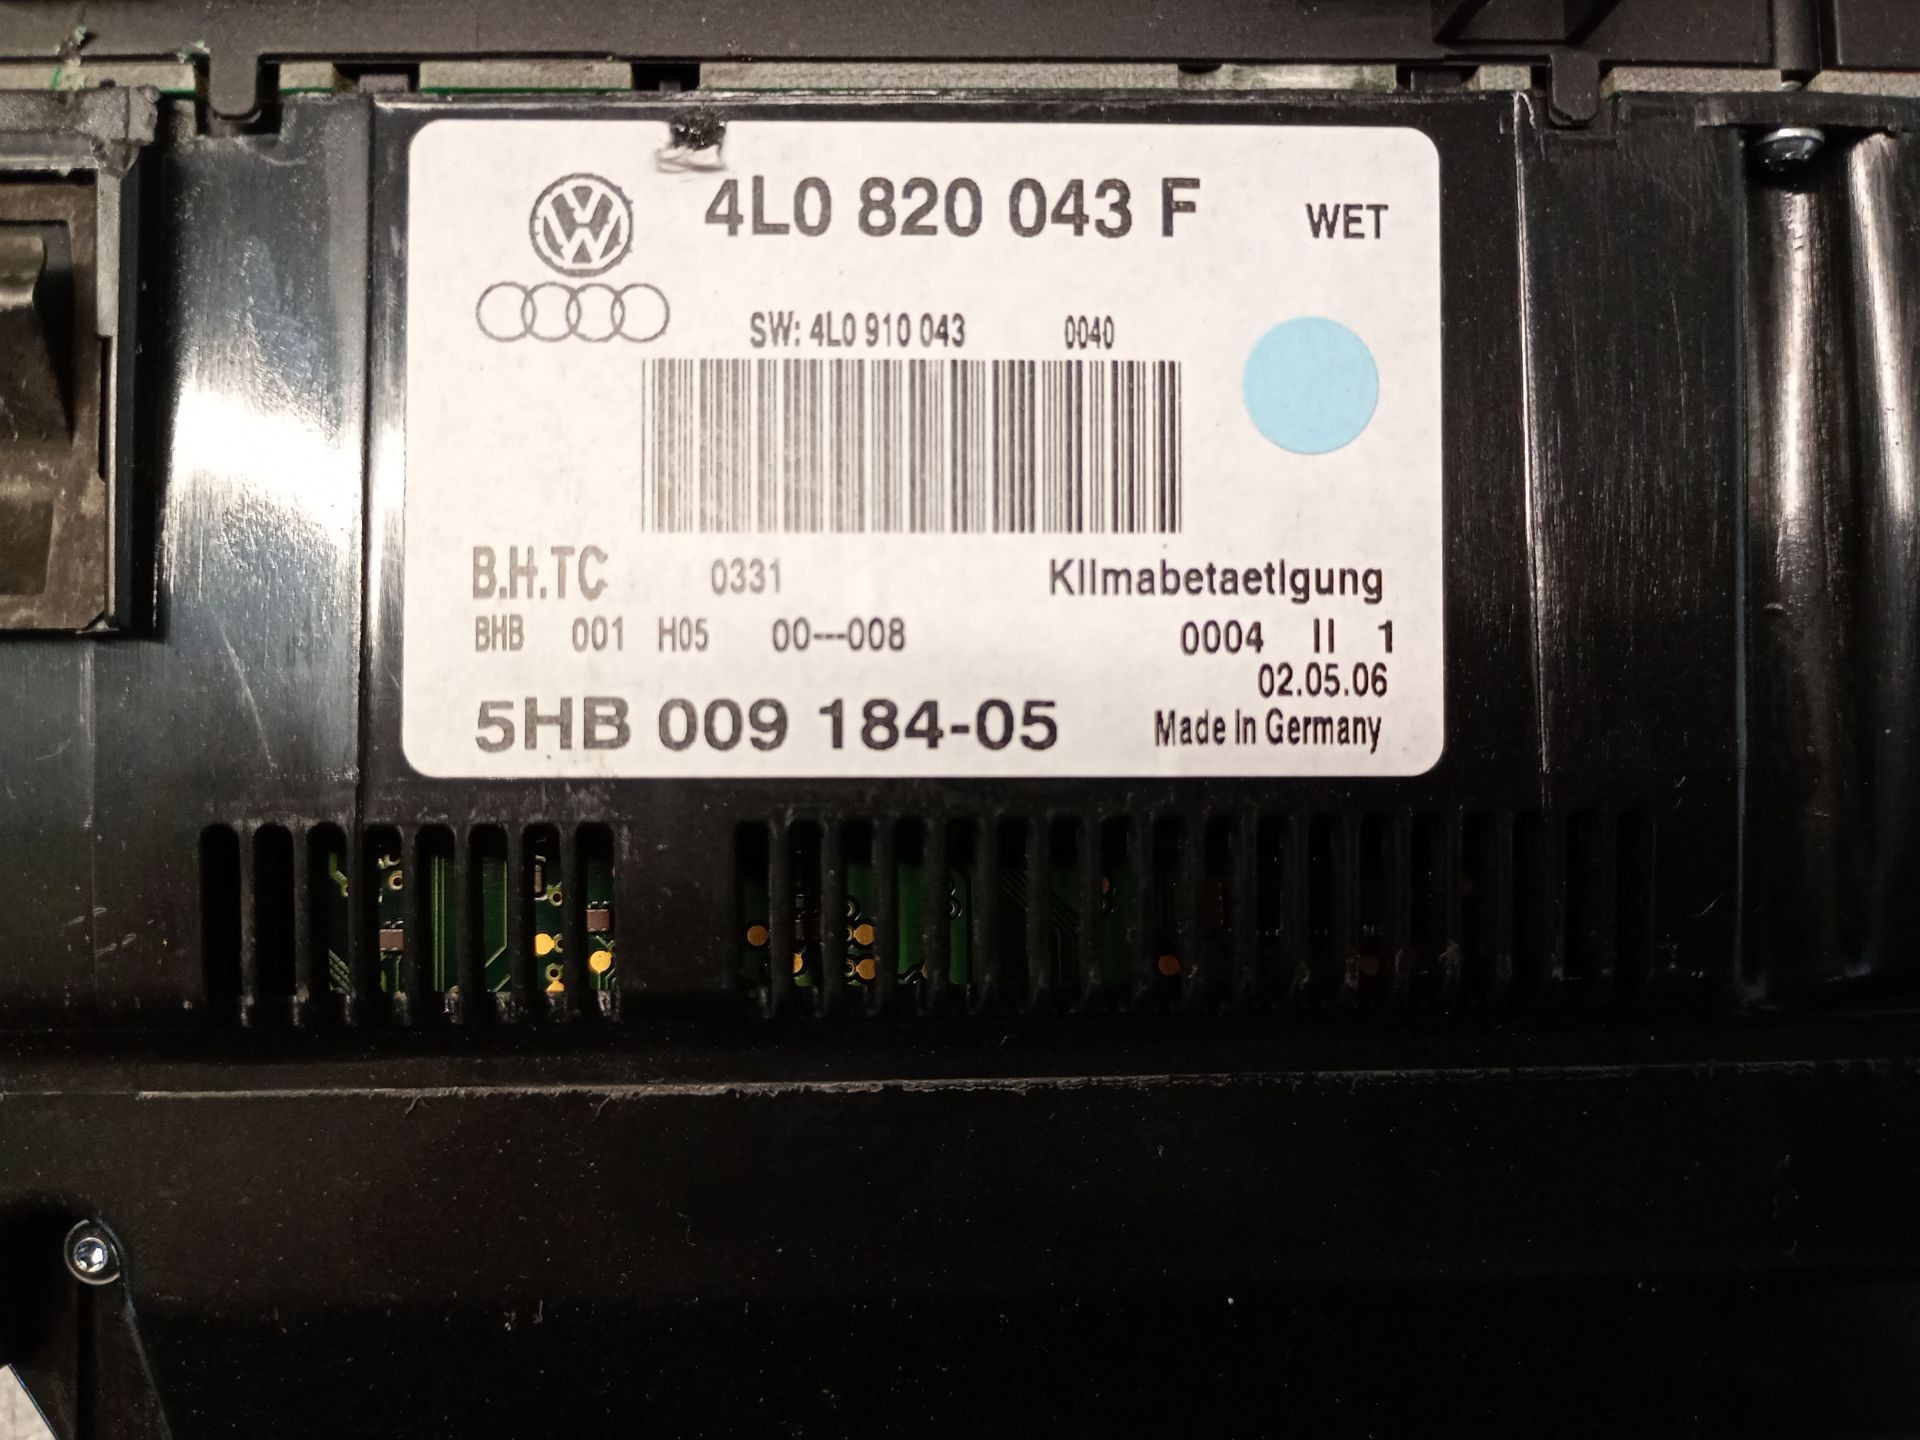 4L0 820 043 F WET
SW: 4L0 910 043 0040
B.H.TC 0331 Klimabetaetigung
BHB 001 H05 00---008 0004 II 1
02.05.06
5HB 009 184-05 Made in Germany